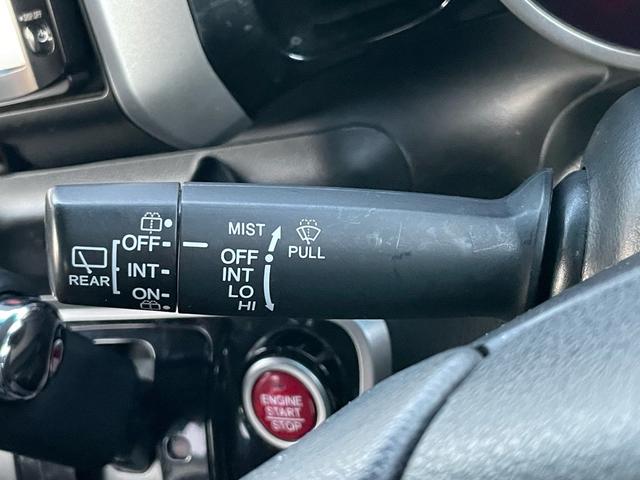 MIST
OFF
INT
LO
HI
PULL
REAR
OFF
INT
ON
ENGINE
START
STOP